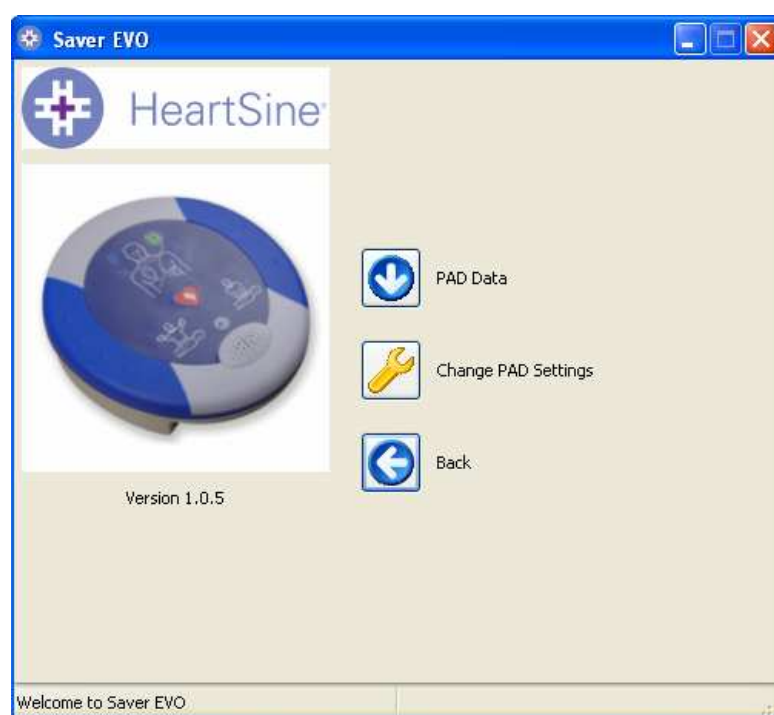 Saver EVO
HeartSine®
PAD Data
Change PAD Settings
Back
Version 1.0.5
Welcome to Saver EVO